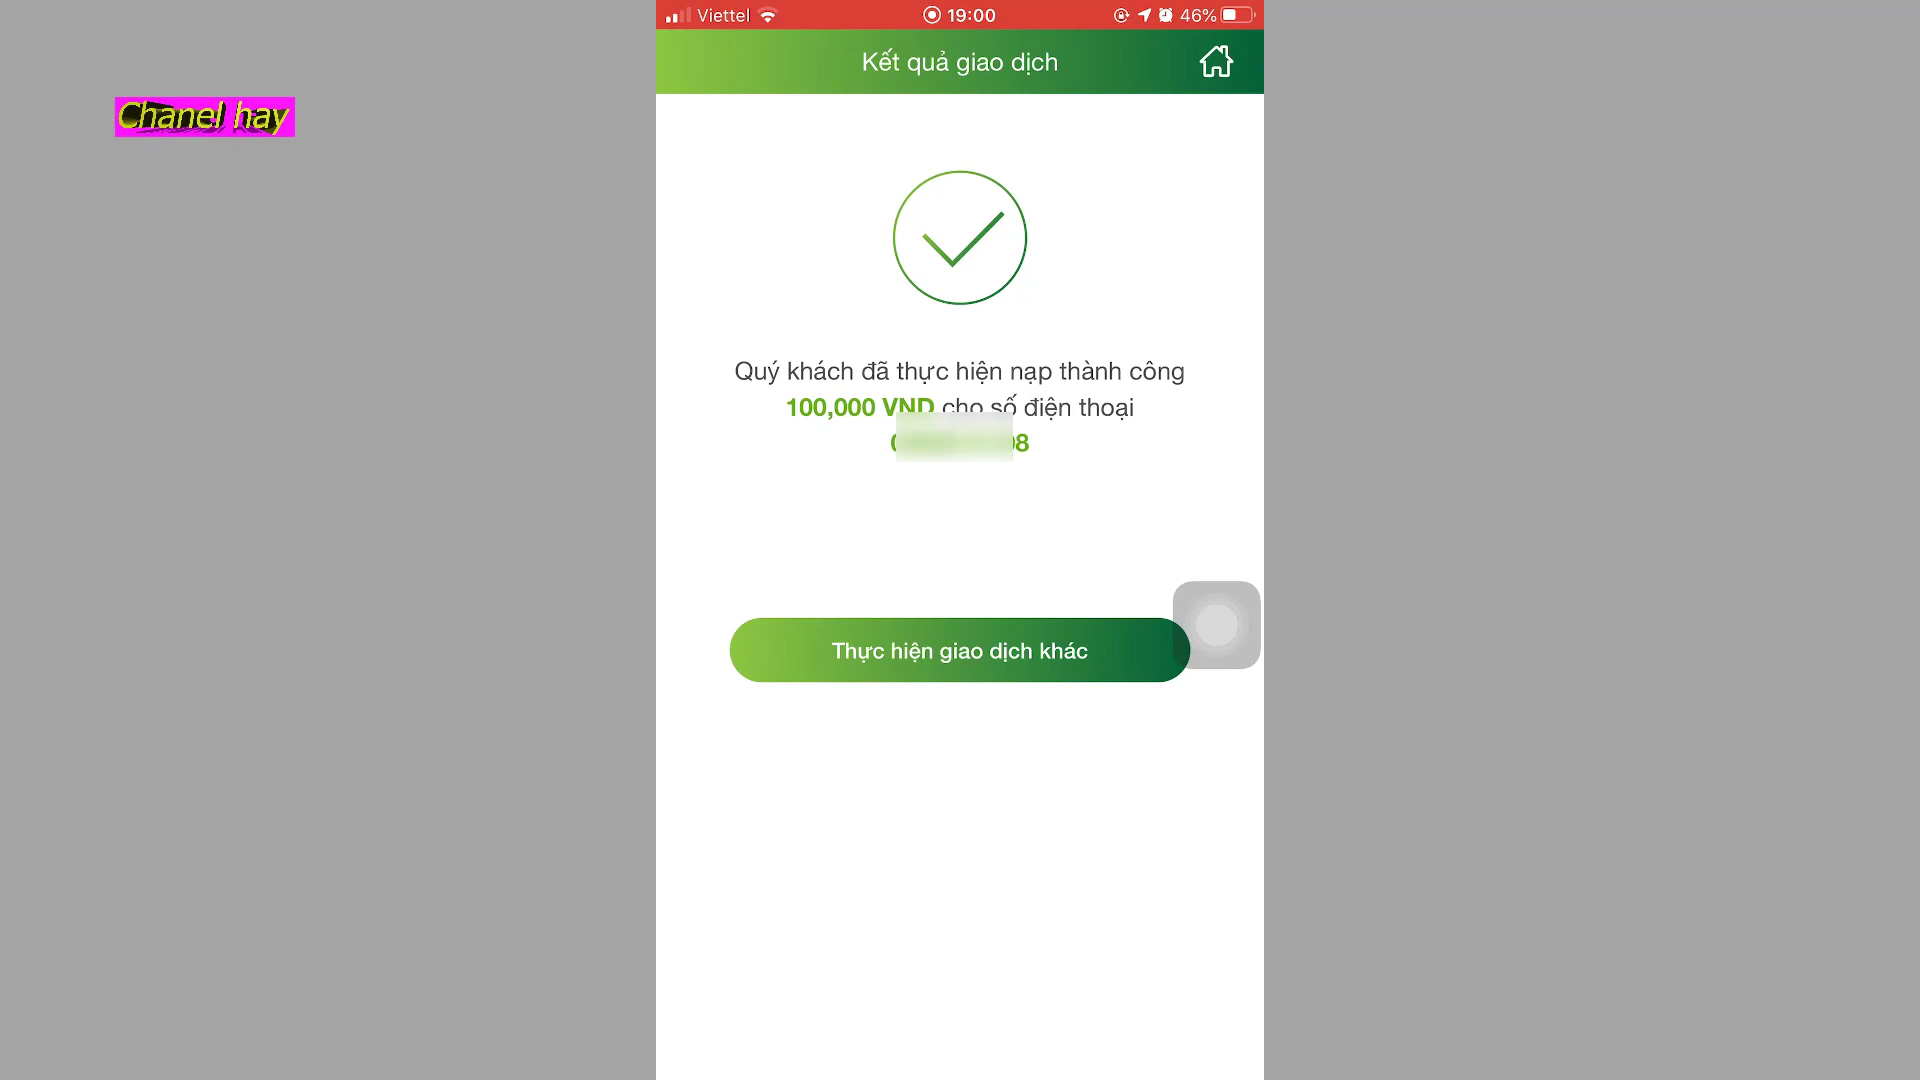 Viettel
19:00
46%
Kết quả giao dịch
Chanel hay
Quý khách đã thực hiện nạp thành công
100,000 VND cho số điện thoại
8
Thực hiện giao dịch khác